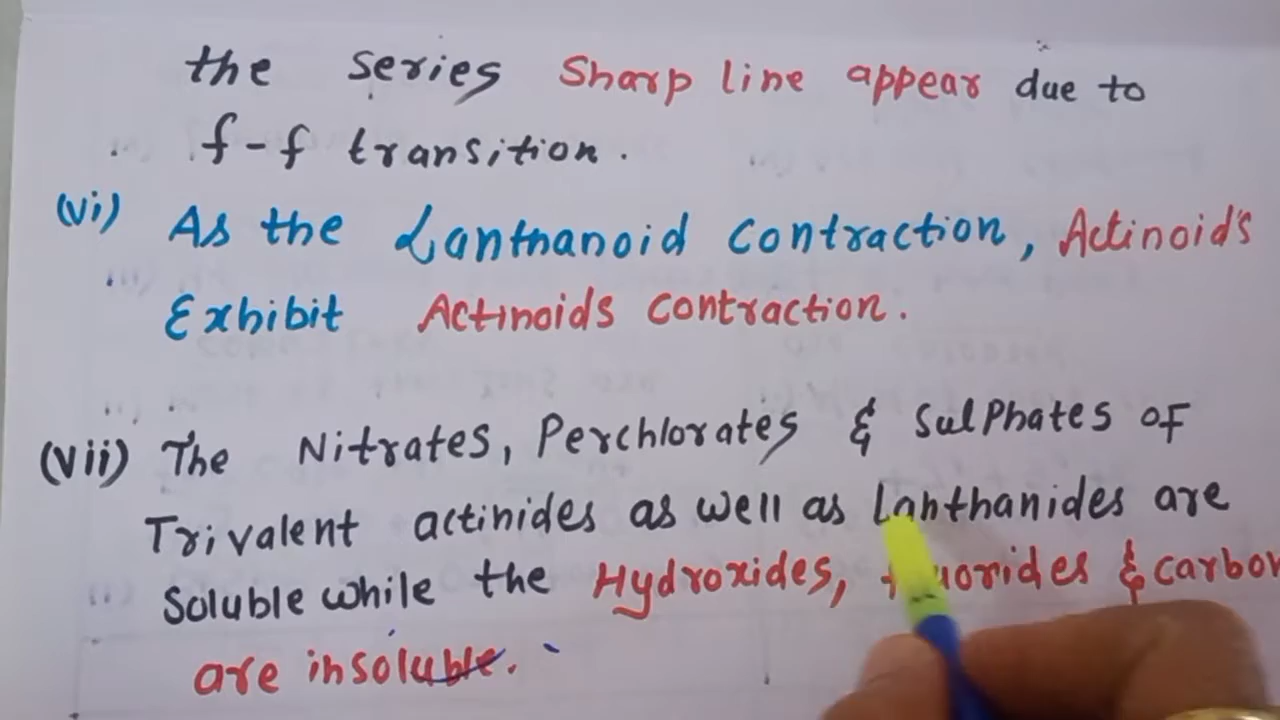 the series Sharp line appear due to
f-f transition.
(vi) As the Lanthanoid contraction, Actinoid's
Exhibit Actinoids contraction.
(vii) The Nitrates, Perchlorates & Sulphates of
Trivalent actinides as well as Lanthanides are
Soluble while the Hydroxides, & carbon
are insoluble.